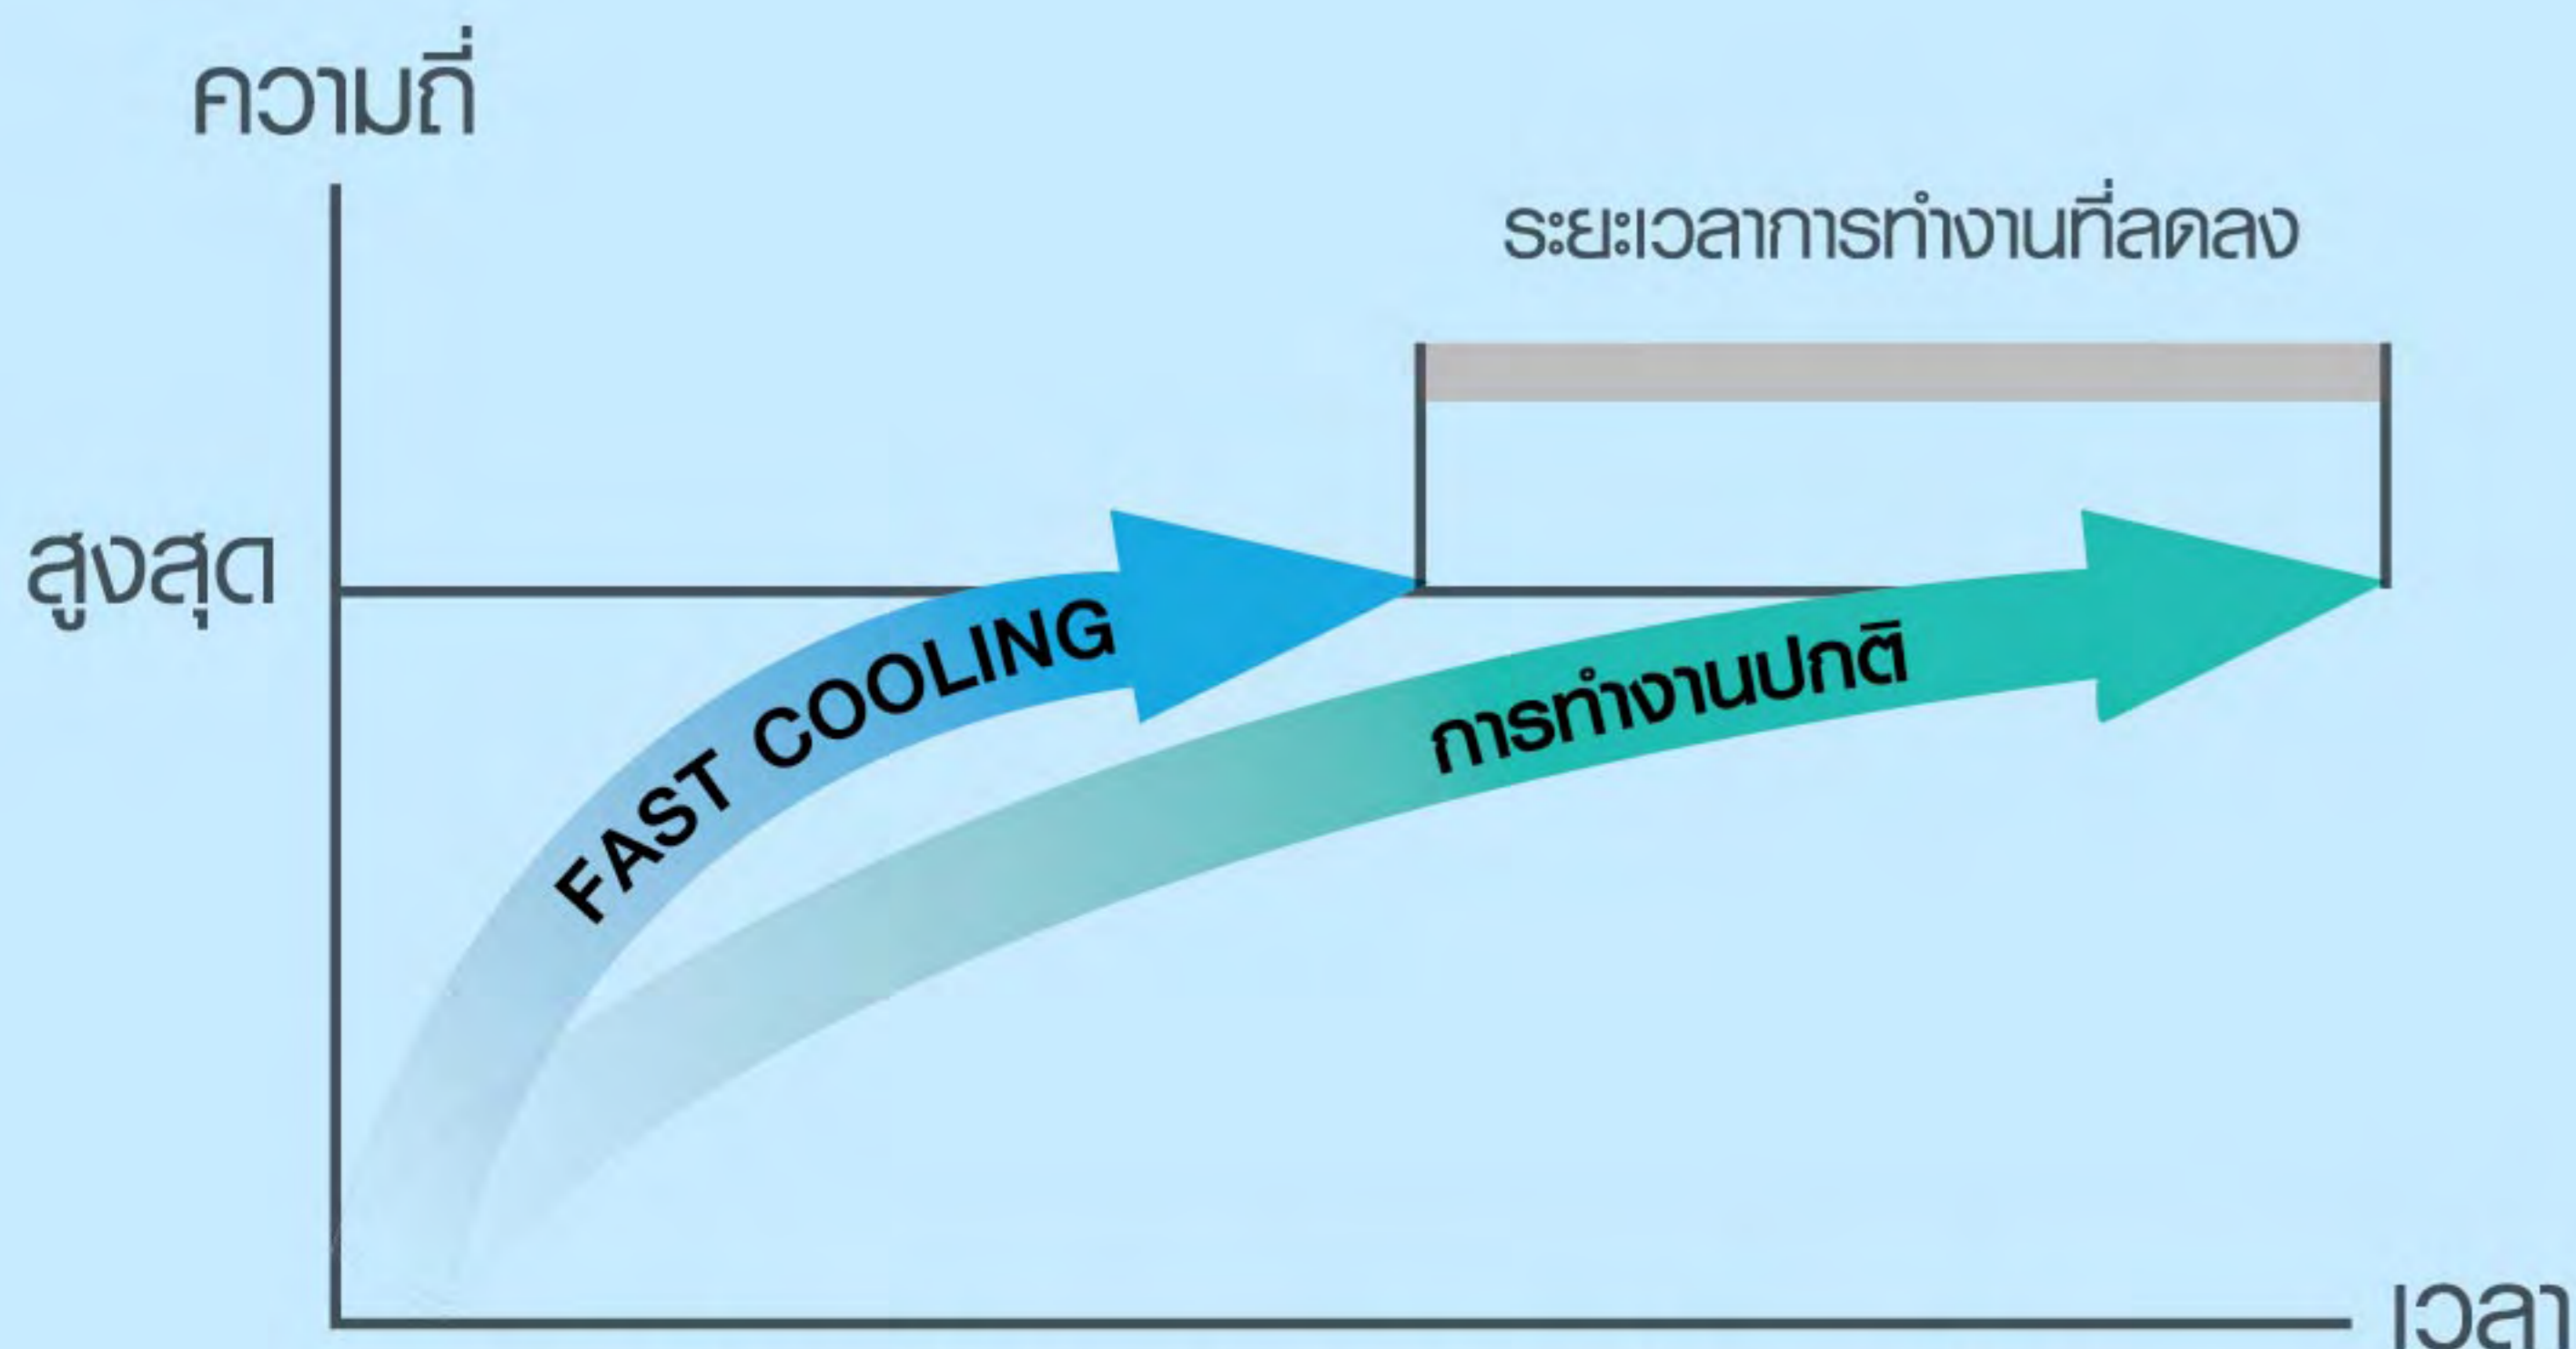 ความถี่
ระยะเวลาการทำงานที่ลดลง
สูงสุด
FAST COOLING
การทำงานปกติ
เวลา